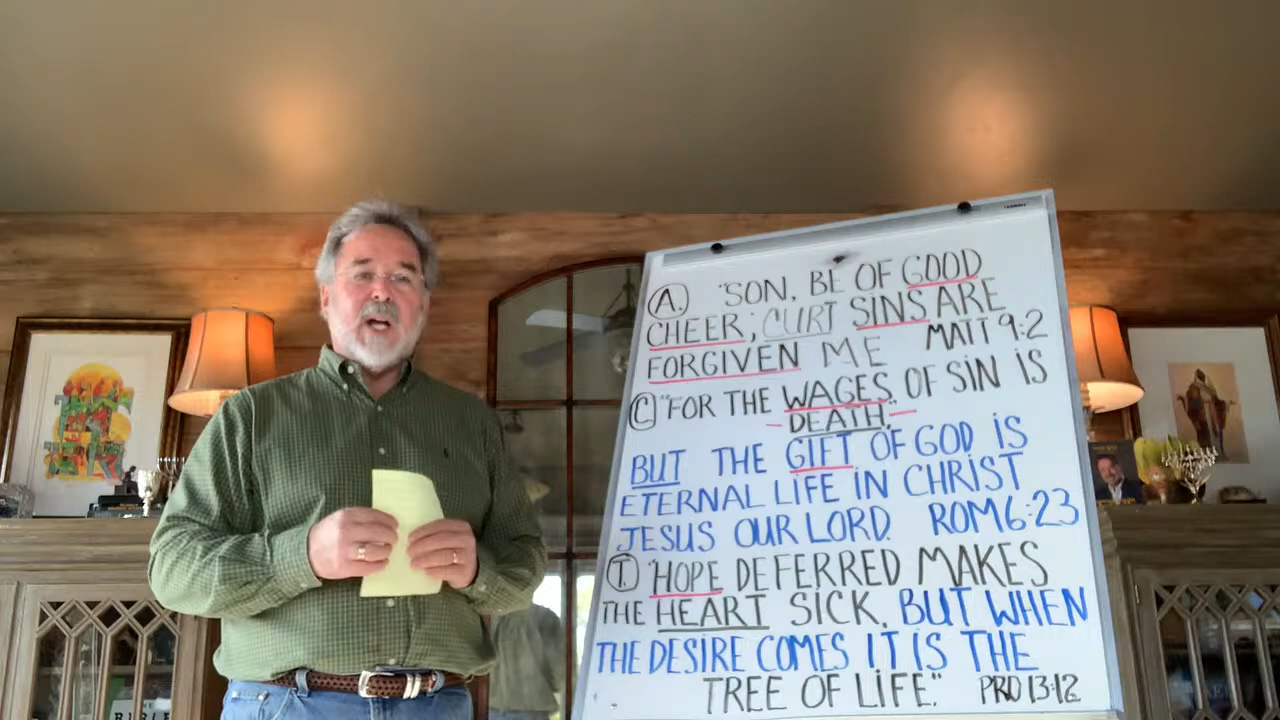 A. "SON, BE OF GOOD
CHEER; CURT SINS ARE
FORGIVEN ME MATT 9:2
C "FOR THE WAGES OF SIN IS
DEATH,"
BUT THE GIFT OF GOD IS
ETERNAL LIFE IN CHRIST
JESUS OUR LORD. ROM 6:23
T. "HOPE DEFERRED MAKES
THE HEART SICK, BUT WHEN
THE DESIRE COMES IT IS THE
TREE OF LIFE." PRO 13:12